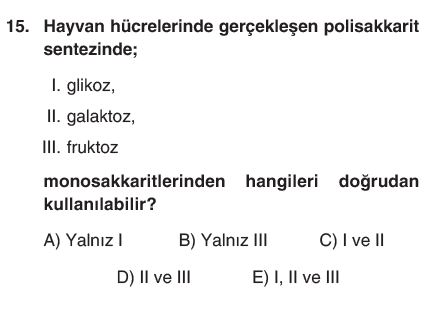 15. Hayvan hücrelerinde gerçekleşen polisakkarit
sentezinde;
I. glikoz,
II. galaktoz,
III. fruktoz
monosakkaritlerinden hangileri doğrudan
kullanılabilir?
A) Yalnız I B) Yalnız III C) I ve II
D) II ve III E) I, II ve III